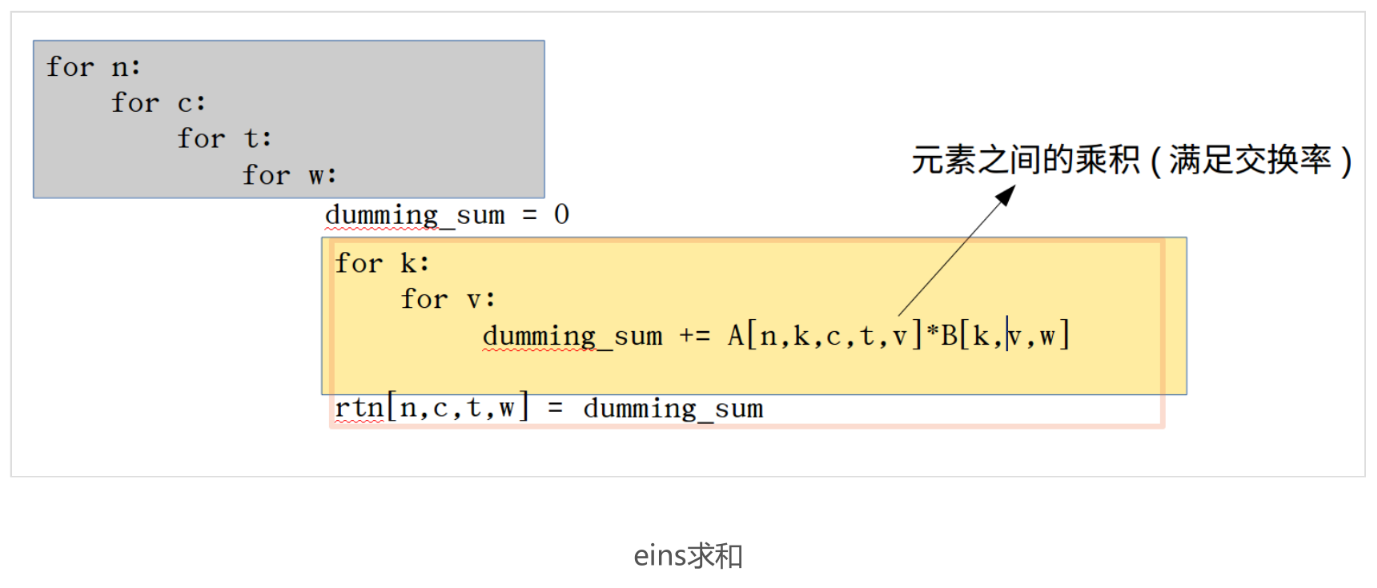 for n:
for c:
for t:
for w:
元素之间的乘积 ( 满足交换率 )
dumming_sum = 0
for k:
for v:
dumming_sum += A[n,k,c,t,v]*B[k,v,w]
rtn[n,c,t,w] = dumming_sum
eins求和